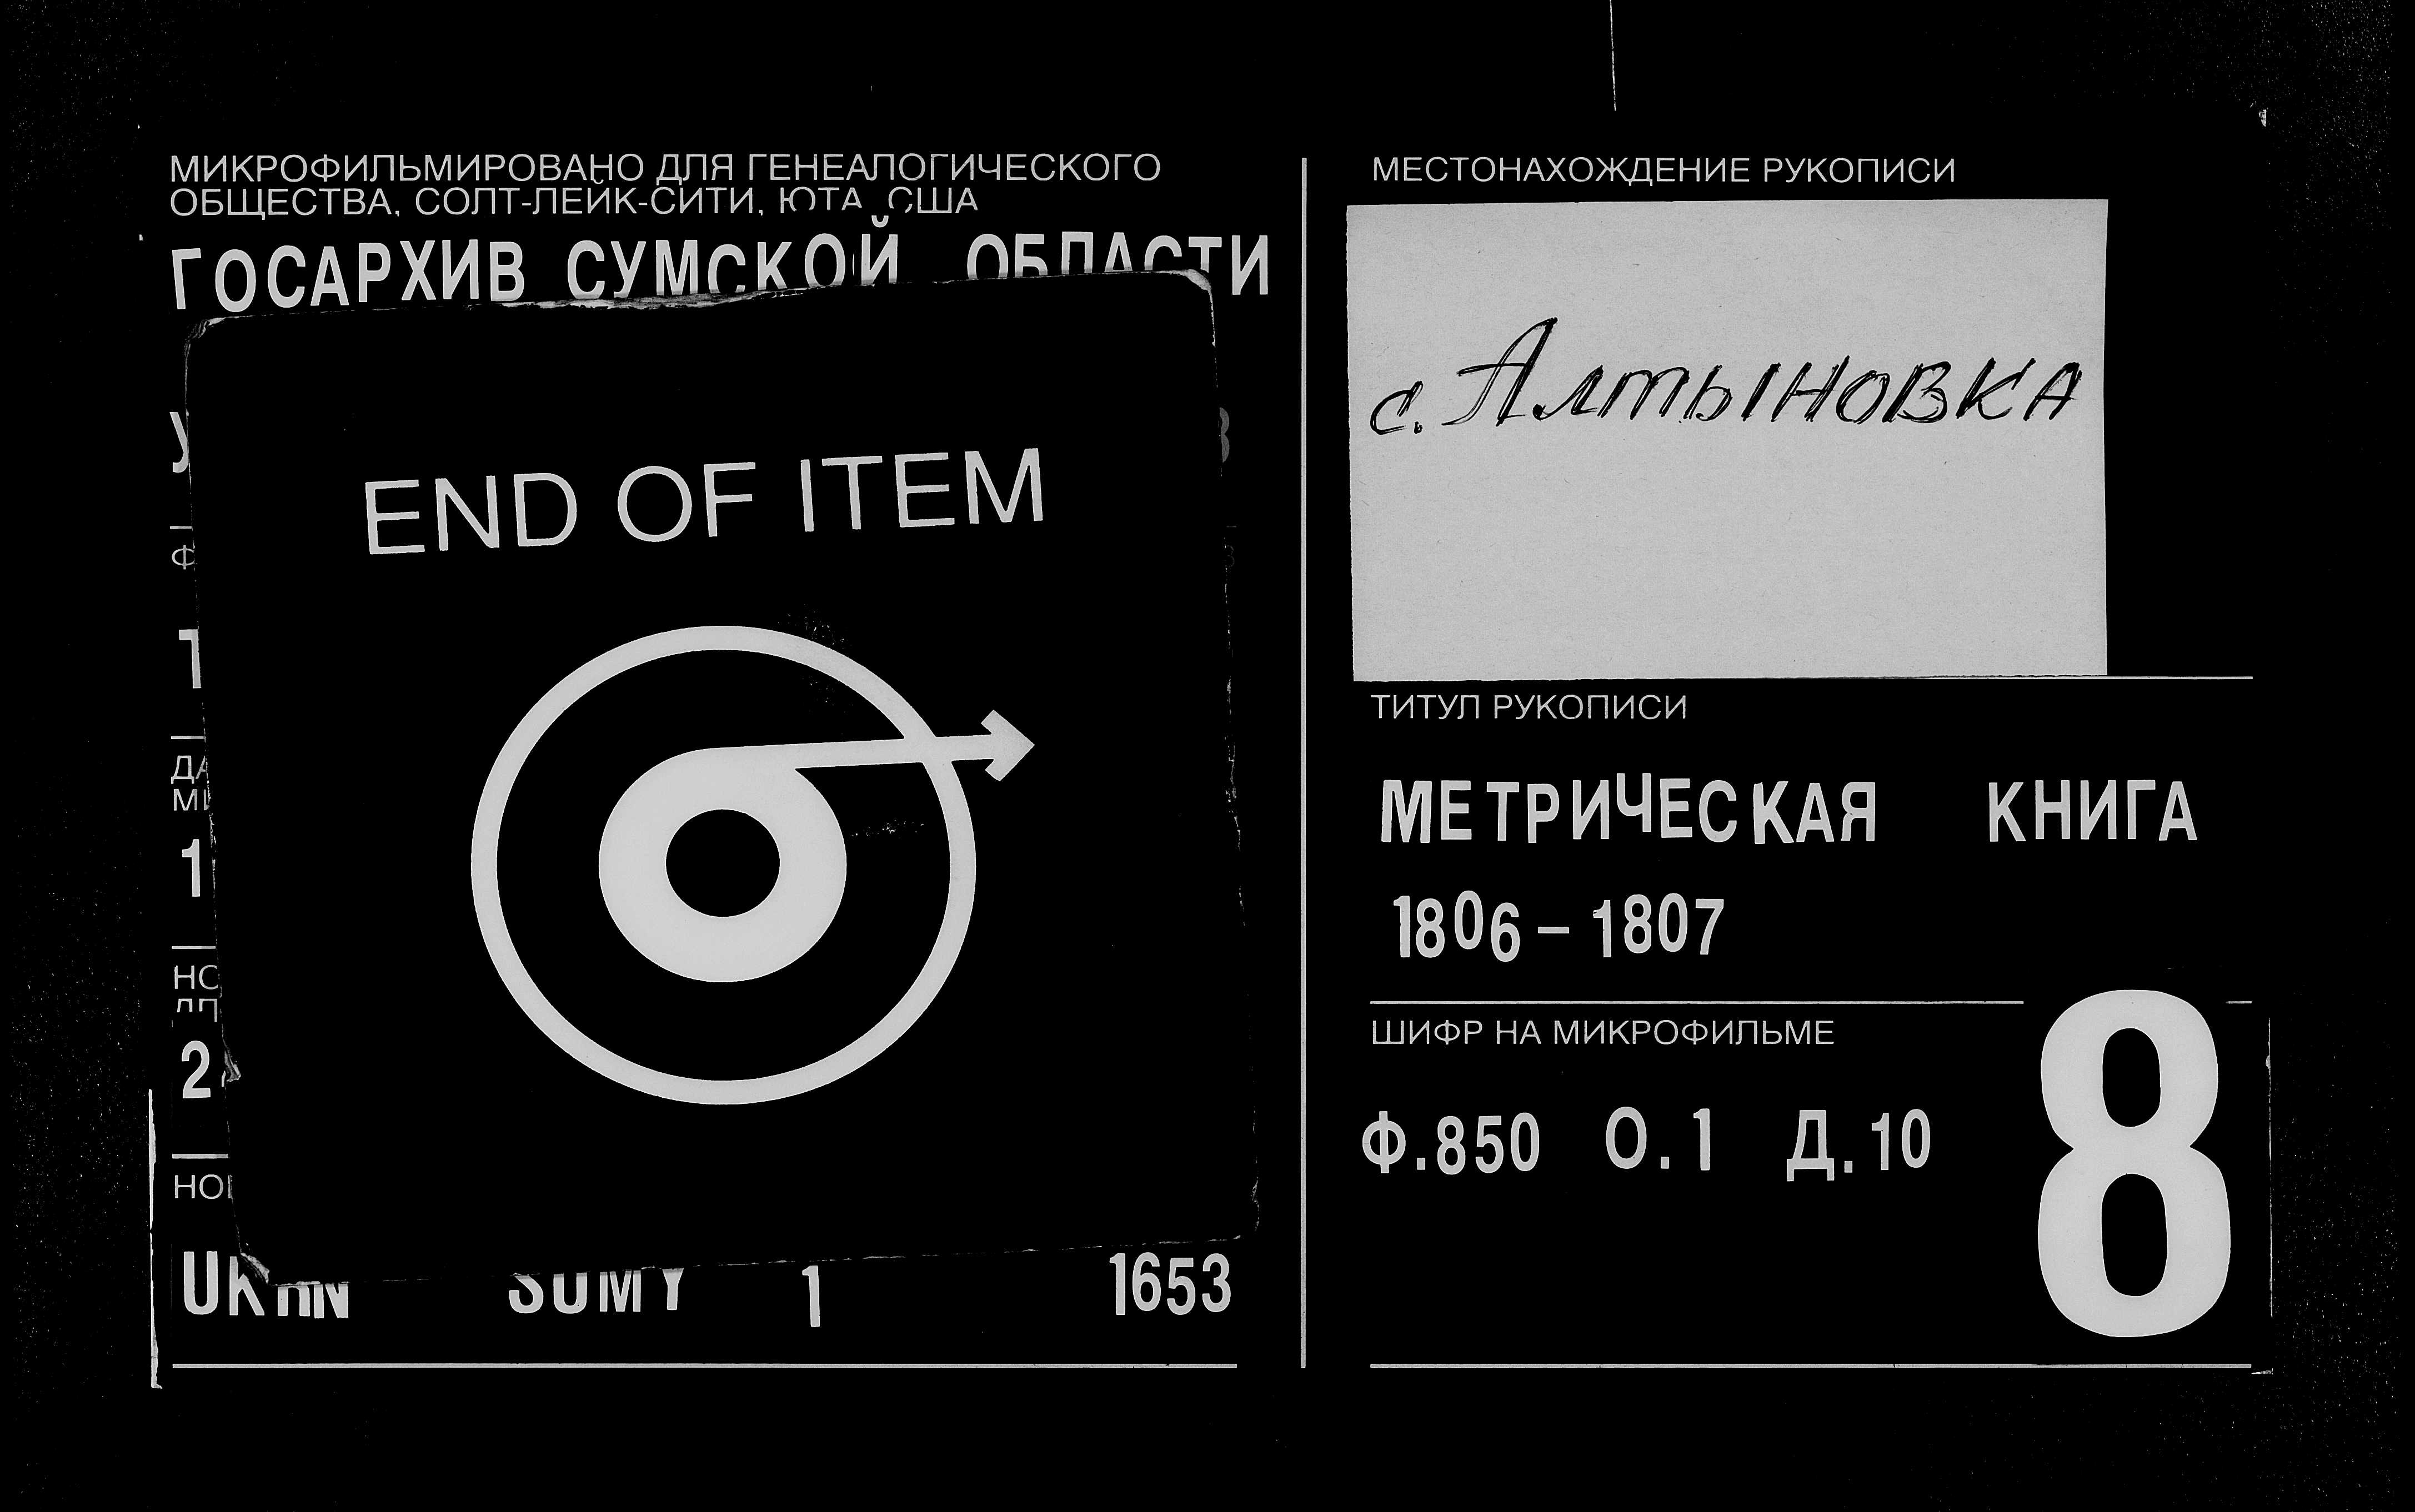 МИКРОФИЛЬМИРОВАНО ДЛЯ ГЕНЕАЛОГИЧЕСКОГО
ОБЩЕСТВА, СОЛТ-ЛЕЙК-СИТИ, ЮТА, США
ГОСАРХИВ СУМСКОЙ ОБЛАСТИ
END OF ITEM
SUMY 1 1653
МЕСТОНАХОЖДЕНИЕ РУКОПИСИ
с. Алтыновка
ТИТУЛ РУКОПИСИ
МЕТРИЧЕСКАЯ КНИГА
1806 – 1807
ШИФР НА МИКРОФИЛЬМЕ
Ф.850 О.1 Д.10
8